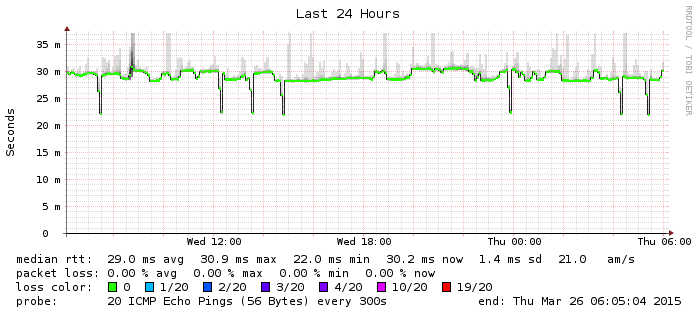 Last 24 Hours
RRDTOOL / TOBI OETIKER
Seconds
35 m
30 m
25 m
20 m
15 m
10 m
5 m
0
Wed 12:00 Wed 18:00 Thu 00:00 Thu 06:00
median rtt: 29.0 ms avg 30.9 ms max 22.0 ms min 30.2 ms now 1.4 ms sd 21.0 am/s
packet loss: 0.00 % avg 0.00 % max 0.00 % min 0.00 % now
loss color: 0 1/20 2/20 3/20 4/20 10/20 19/20
probe: 20 ICMP Echo Pings (56 Bytes) every 300s end: Thu Mar 26 06:05:04 2015